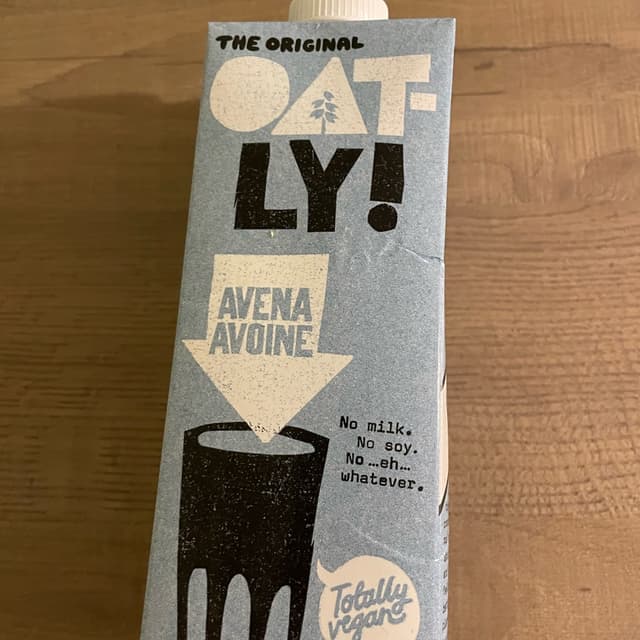 THE ORIGINAL
OAT-
LY!
AVENA
AVOINE
No milk.
No soy.
No ...eh...
whatever.
Totally
vegan